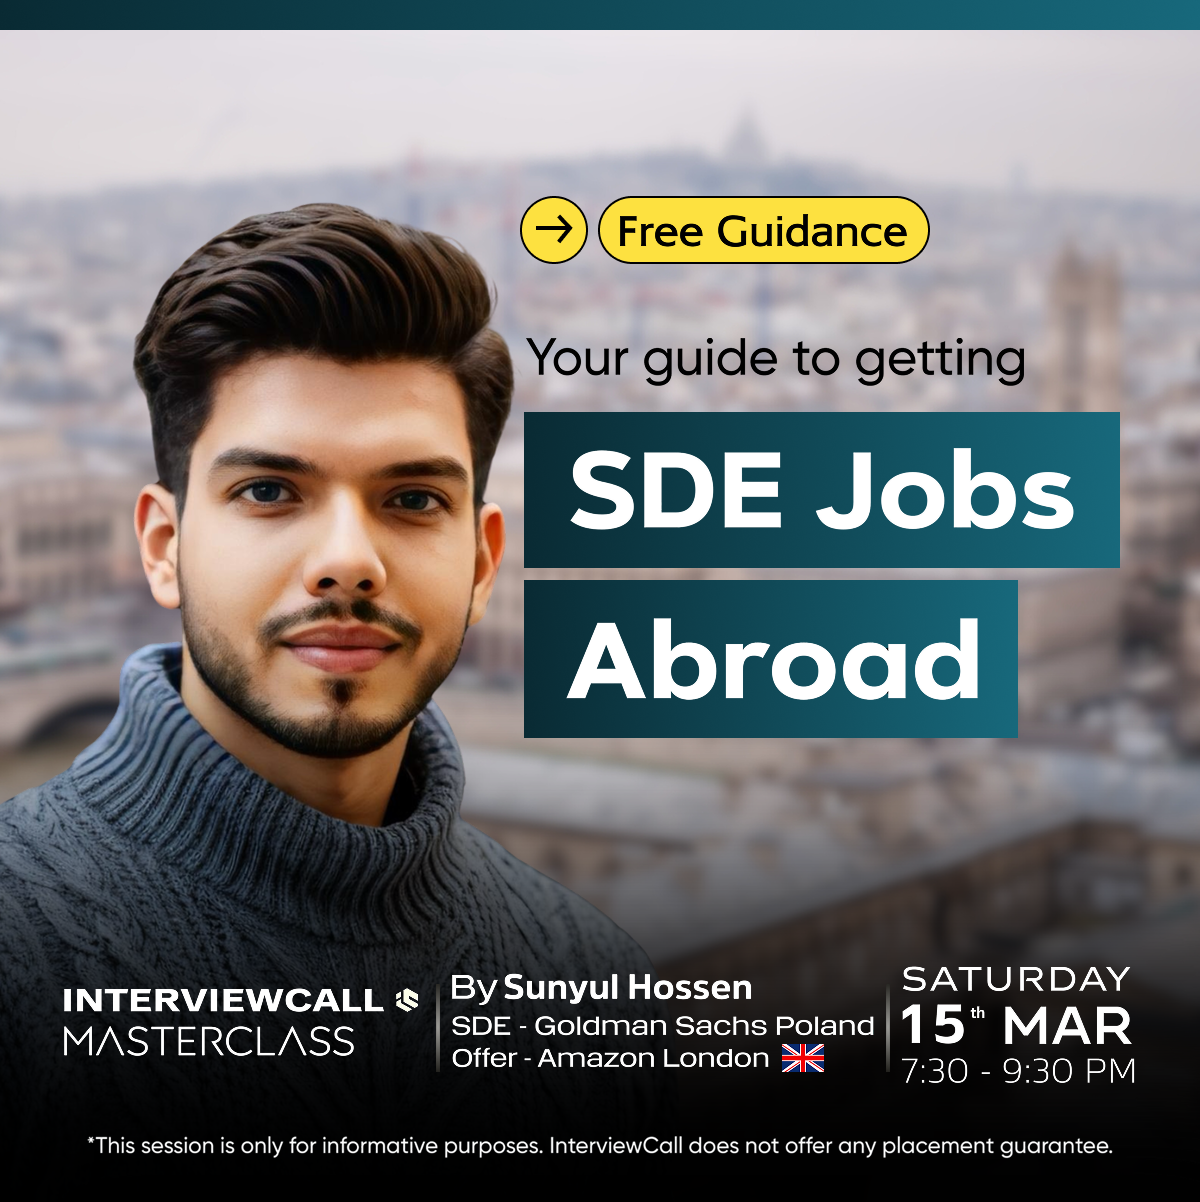 → Free Guidance
Your guide to getting
SDE Jobs
Abroad
INTERVIEWCALL
MASTERCLASS
By Sunyul Hossen
SDE - Goldman Sachs Poland
Offer - Amazon London
SATURDAY
15th MAR
7:30 - 9:30 PM
*This session is only for informative purposes. InterviewCall does not offer any placement guarantee.